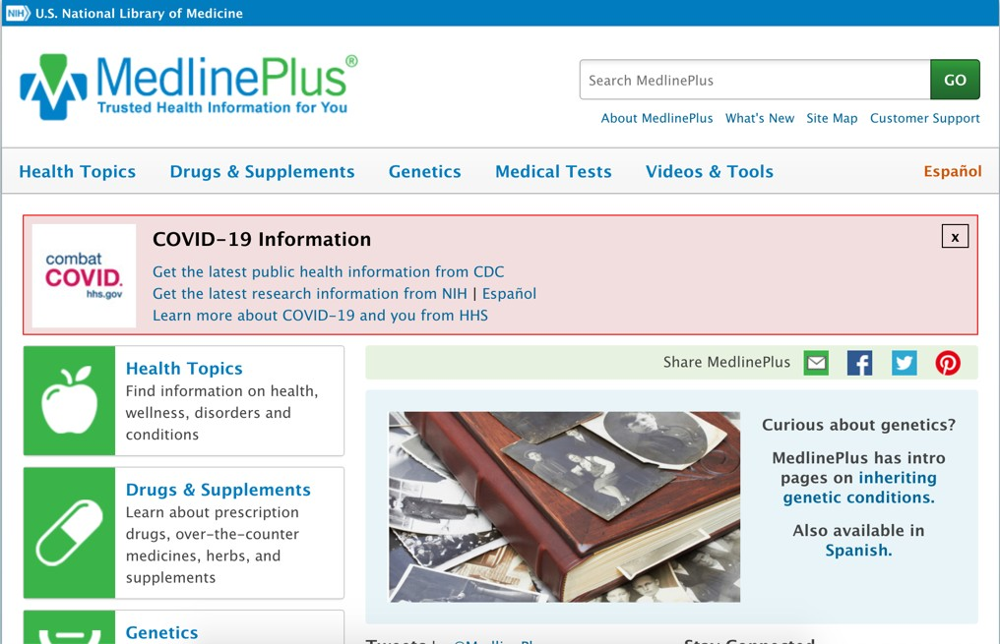 NIH U.S. National Library of Medicine
MedlinePlus®
Trusted Health Information for You
Search MedlinePlus
GO
About MedlinePlus What's New Site Map Customer Support
Health Topics Drugs & Supplements Genetics Medical Tests Videos & Tools Español
COVID-19 Information
x
combat
COVID.
hhs.gov
Get the latest public health information from CDC
Get the latest research information from NIH | Español
Learn more about COVID-19 and you from HHS
Health Topics
Find information on health,
wellness, disorders and
conditions
Drugs & Supplements
Learn about prescription
drugs, over-the-counter
medicines, herbs, and
supplements
Genetics
Share MedlinePlus
Curious about genetics?
MedlinePlus has intro
pages on inheriting
genetic conditions.
Also available in
Spanish.
Tweets by @MedlinePlus
Stay Connected